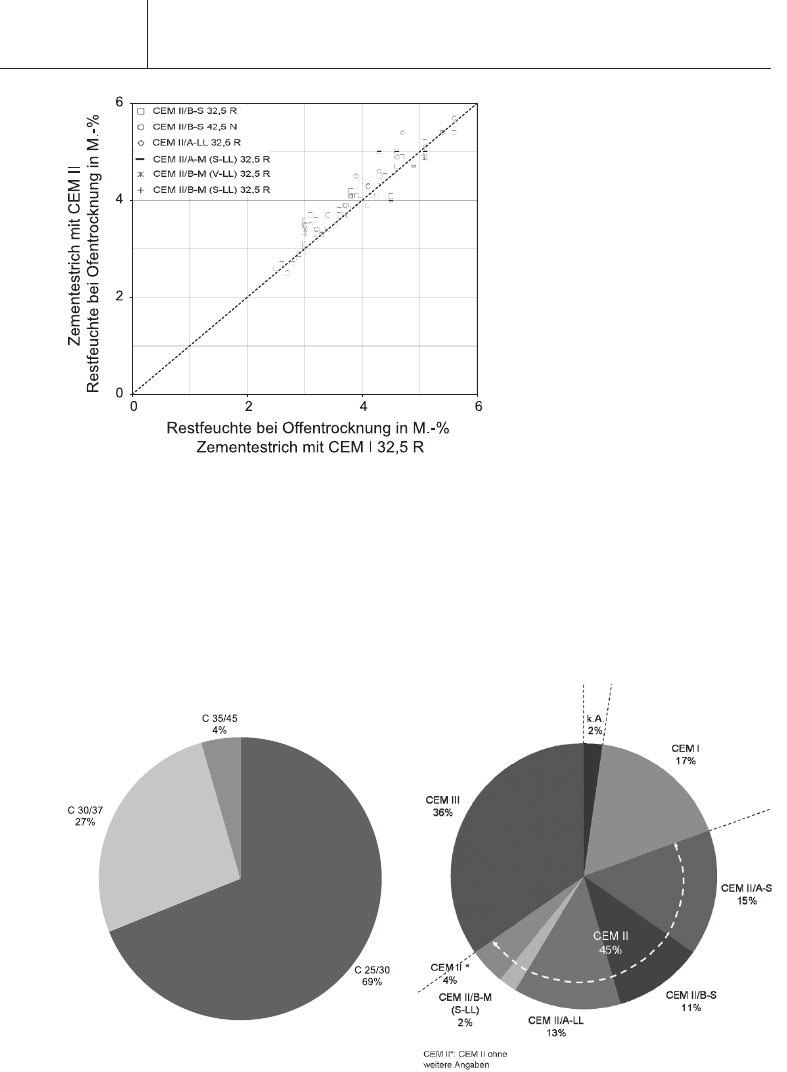 6
CEM II/B-S 32,5 R
CEM II/B-S 42,5 N
CEM II/A-LL 32,5 R
CEM II/A-M (S-LL) 32,5 R
CEM II/B-M (V-LL) 32,5 R
CEM II/B-M (S-LL) 32,5 R
4
2
0
Zementestrich mit CEM II
Restfeuchte bei Ofentrocknung in M.-%
0 2 4 6
Restfeuchte bei Offentrocknung in M.-%
Zementestrich mit CEM I 32,5 R
C 35/45
4%
C 30/37
27%
C 25/30
69%
k.A.
2%
CEM I
17%
CEM III
36%
CEM II/A-S
15%
CEM II
45%
CEM II *
4%
CEM II/B-M
(S-LL)
2%
CEM II/A-LL
13%
CEM II/B-S
11%
CEM II*: CEM II ohne
weitere Angaben